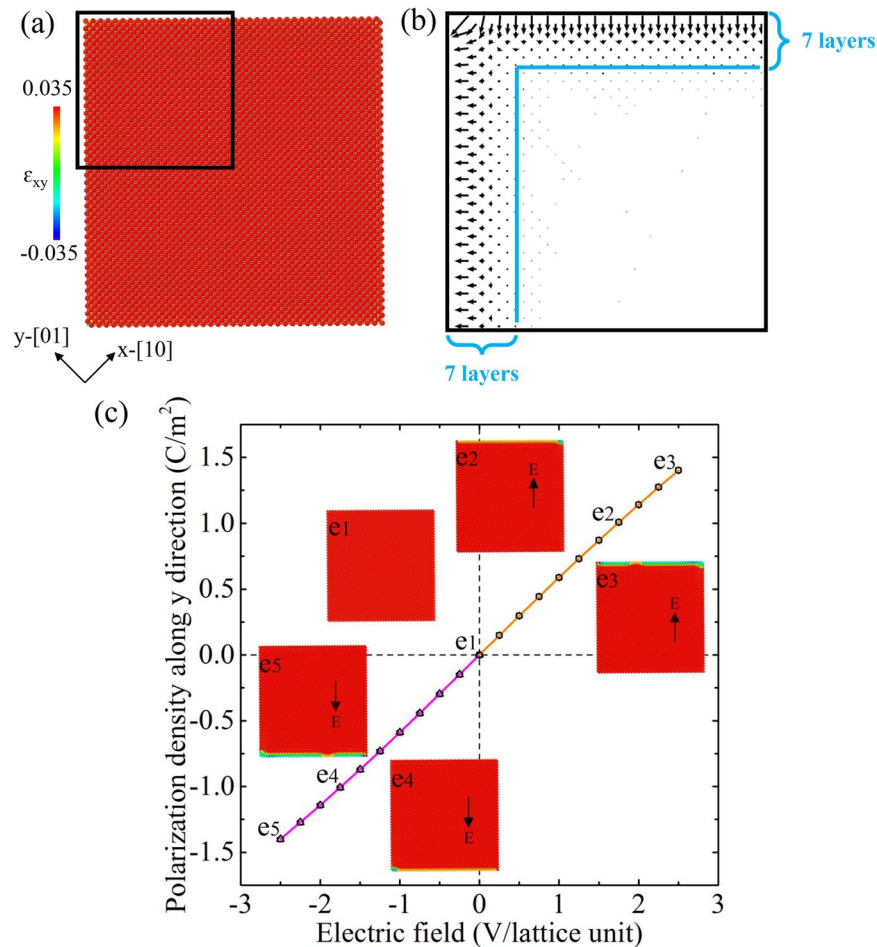 (a)
0.035
εxy
-0.035
y-[01]
x-[10]
(b)
7 layers
7 layers
(c)
Polarization density along y direction (C/m²)
1.5
1.0
0.5
0.0
-0.5
-1.0
-1.5
e2
E
e3
e2
e1
e3
E
e1
e5
E
e4
e4
E
e5
-3
-2
-1
0
1
2
3
Electric field (V/lattice unit)